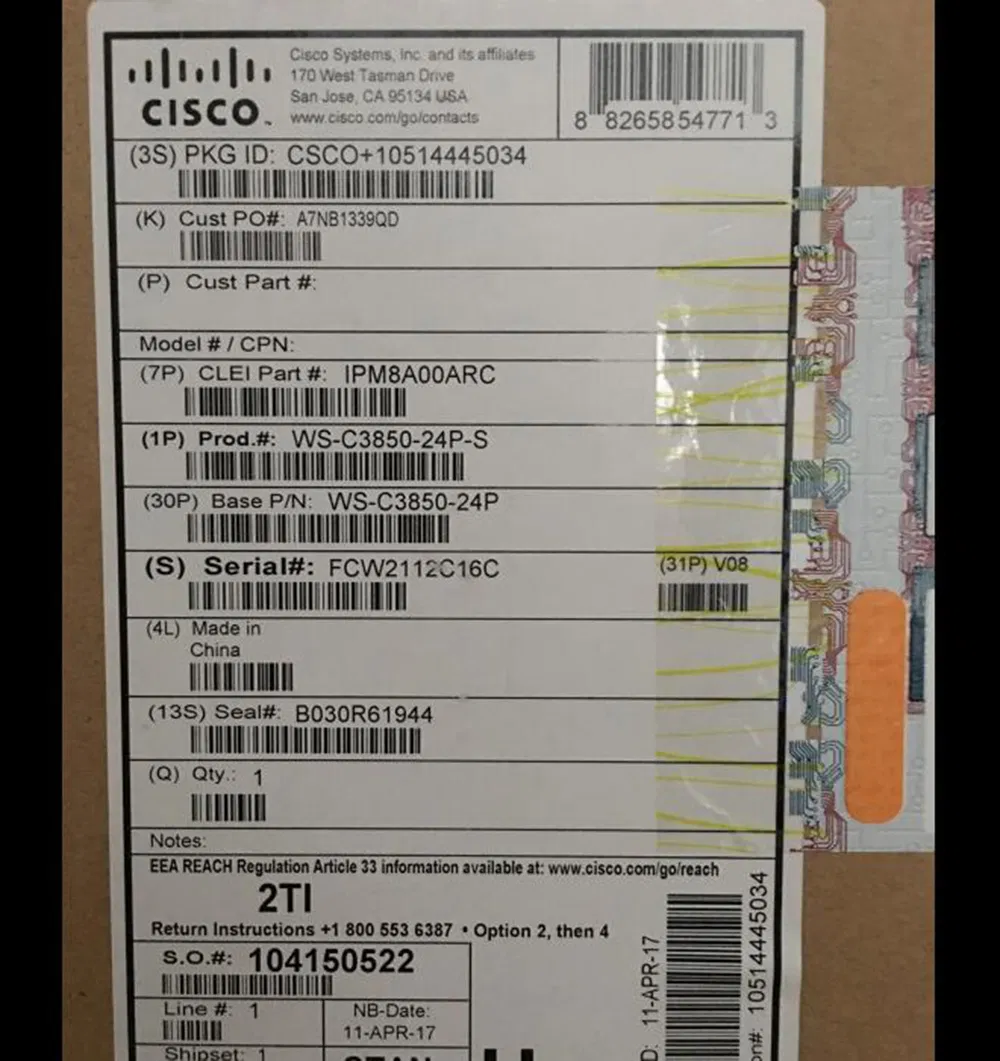 CISCO™
Cisco Systems, Inc. and its affiliates
170 West Tasman Drive
San Jose, CA 95134 USA
www.cisco.com/go/contacts
8 8265854771 3
(3S) PKG ID: CSCO+10514445034
(K) Cust PO#: A7NB1339QD
(P) Cust Part #:
Model # / CPN:
(7P) CLEI Part #: IPM8A00ARC
(1P) Prod.#: WS-C3850-24P-S
(30P) Base P/N: WS-C3850-24P
(S) Serial#: FCW2112C16C
(31P) V08
(4L) Made in
China
(13S) Seal#: B030R61944
(Q) Qty.: 1
Notes:
EEA REACH Regulation Article 33 information available at: www.cisco.com/go/reach
2TI
Return Instructions +1 800 553 6387 • Option 2, then 4
S.O.#: 104150522
Line #: 1
NB-Date:
11-APR-17
Shipset: 1
D: 11-APR-17
on#: 10514445034